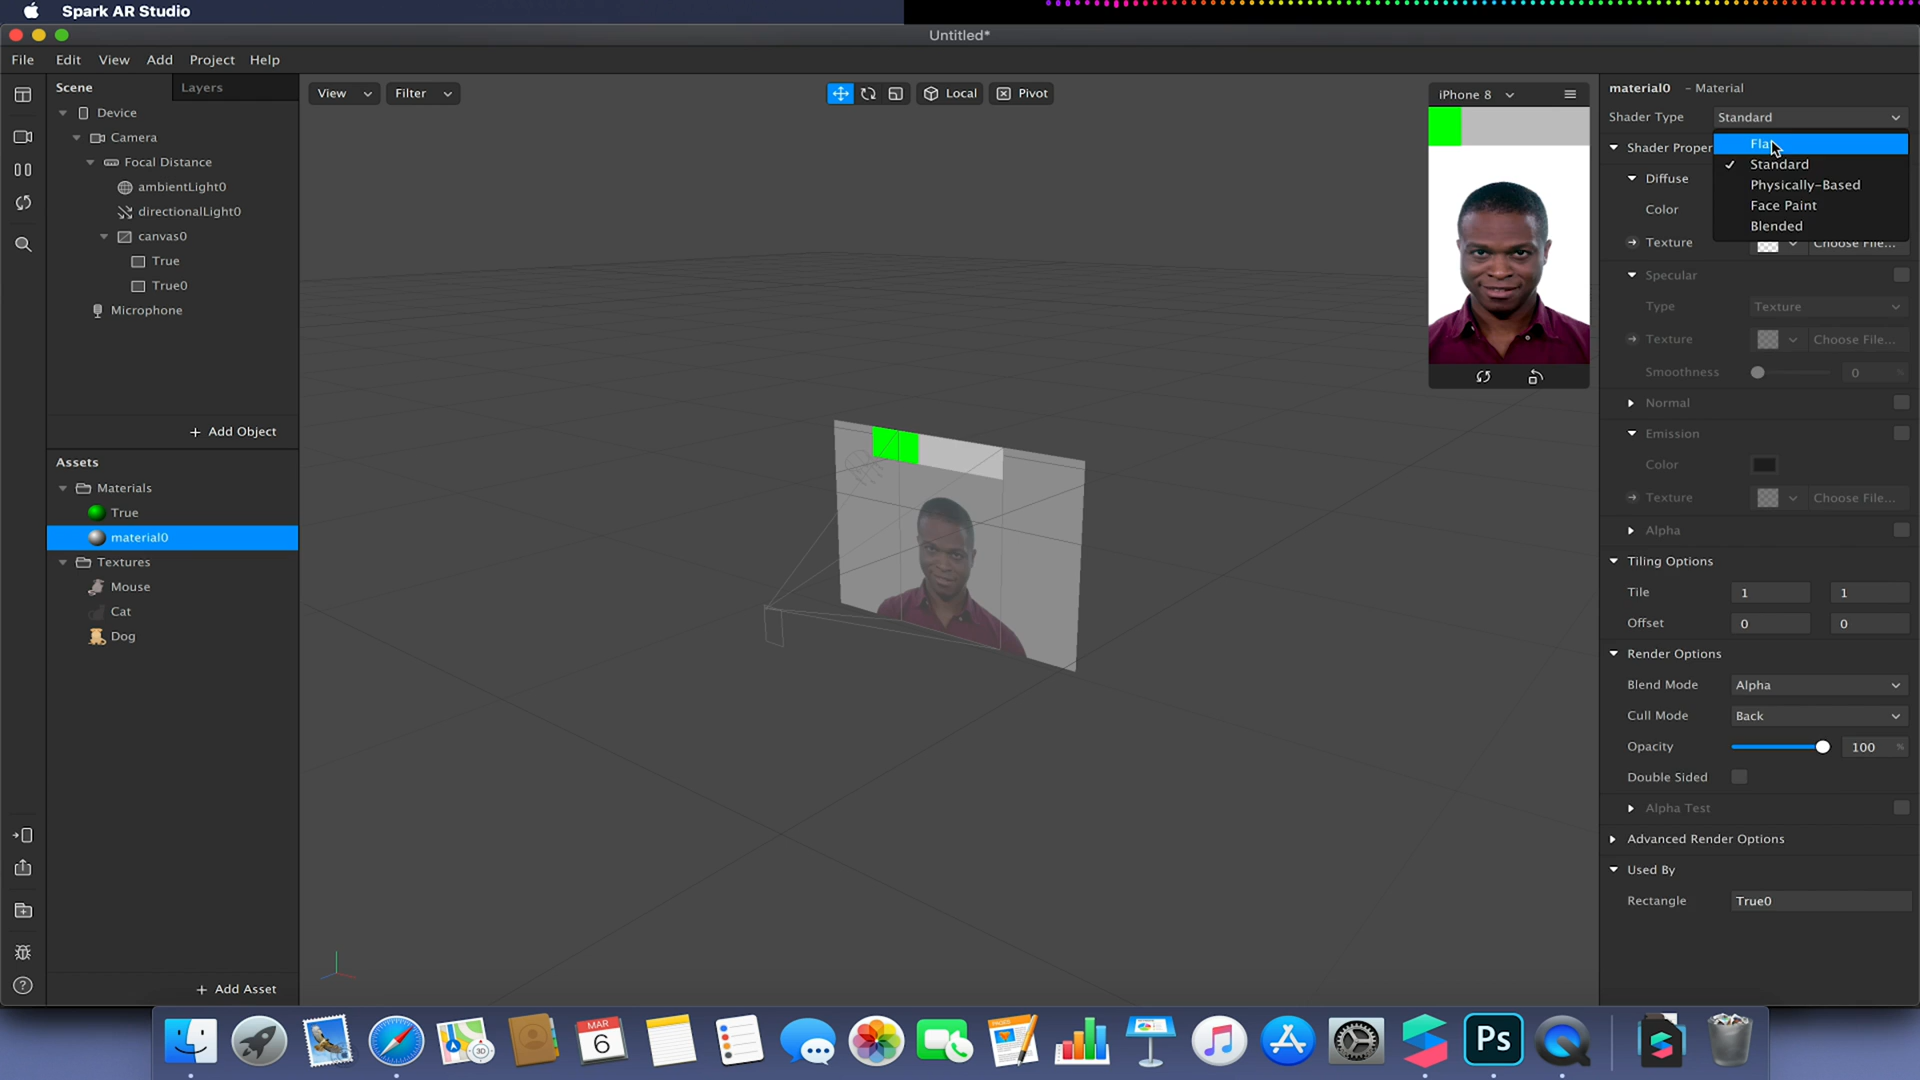 Spark AR Studio
Untitled*
File Edit View Add Project Help
Scene Layers
Device
Camera
Focal Distance
ambientLight0
directionalLight0
canvas0
True
True0
Microphone
+ Add Object
Assets
Materials
True
material0
Textures
Mouse
Cat
Dog
+ Add Asset
View Filter
Local Pivot
iPhone 8
material0 - Material
Shader Type Standard
Flat
Standard
Physically-Based
Face Paint
Blended
Shader Proper
Diffuse
Color
Texture Choose File...
Specular
Type Texture
Texture Choose File...
Smoothness 0 %
Normal
Emission
Color
Texture Choose File...
Alpha
Tiling Options
Tile 1 1
Offset 0 0
Render Options
Blend Mode Alpha
Cull Mode Back
Opacity 100 %
Double Sided
Alpha Test
Advanced Render Options
Used By
Rectangle True0
MAR
6
3D
PAGES
Ps